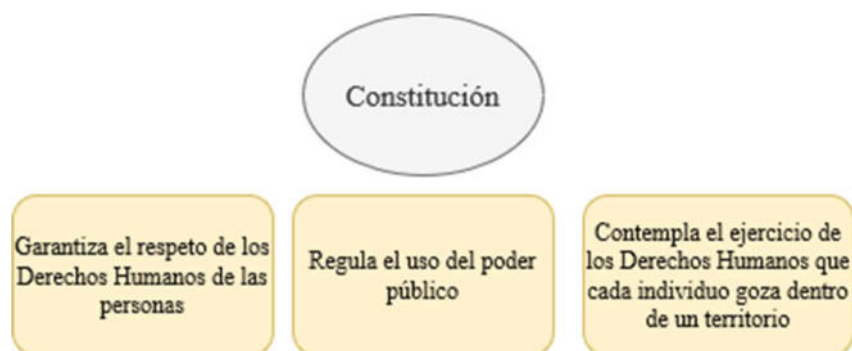 Constitución
Garantiza el respeto de los
Derechos Humanos de las
personas
Regula el uso del poder
público
Contempla el ejercicio de
los Derechos Humanos que
cada individuo goza dentro
de un territorio